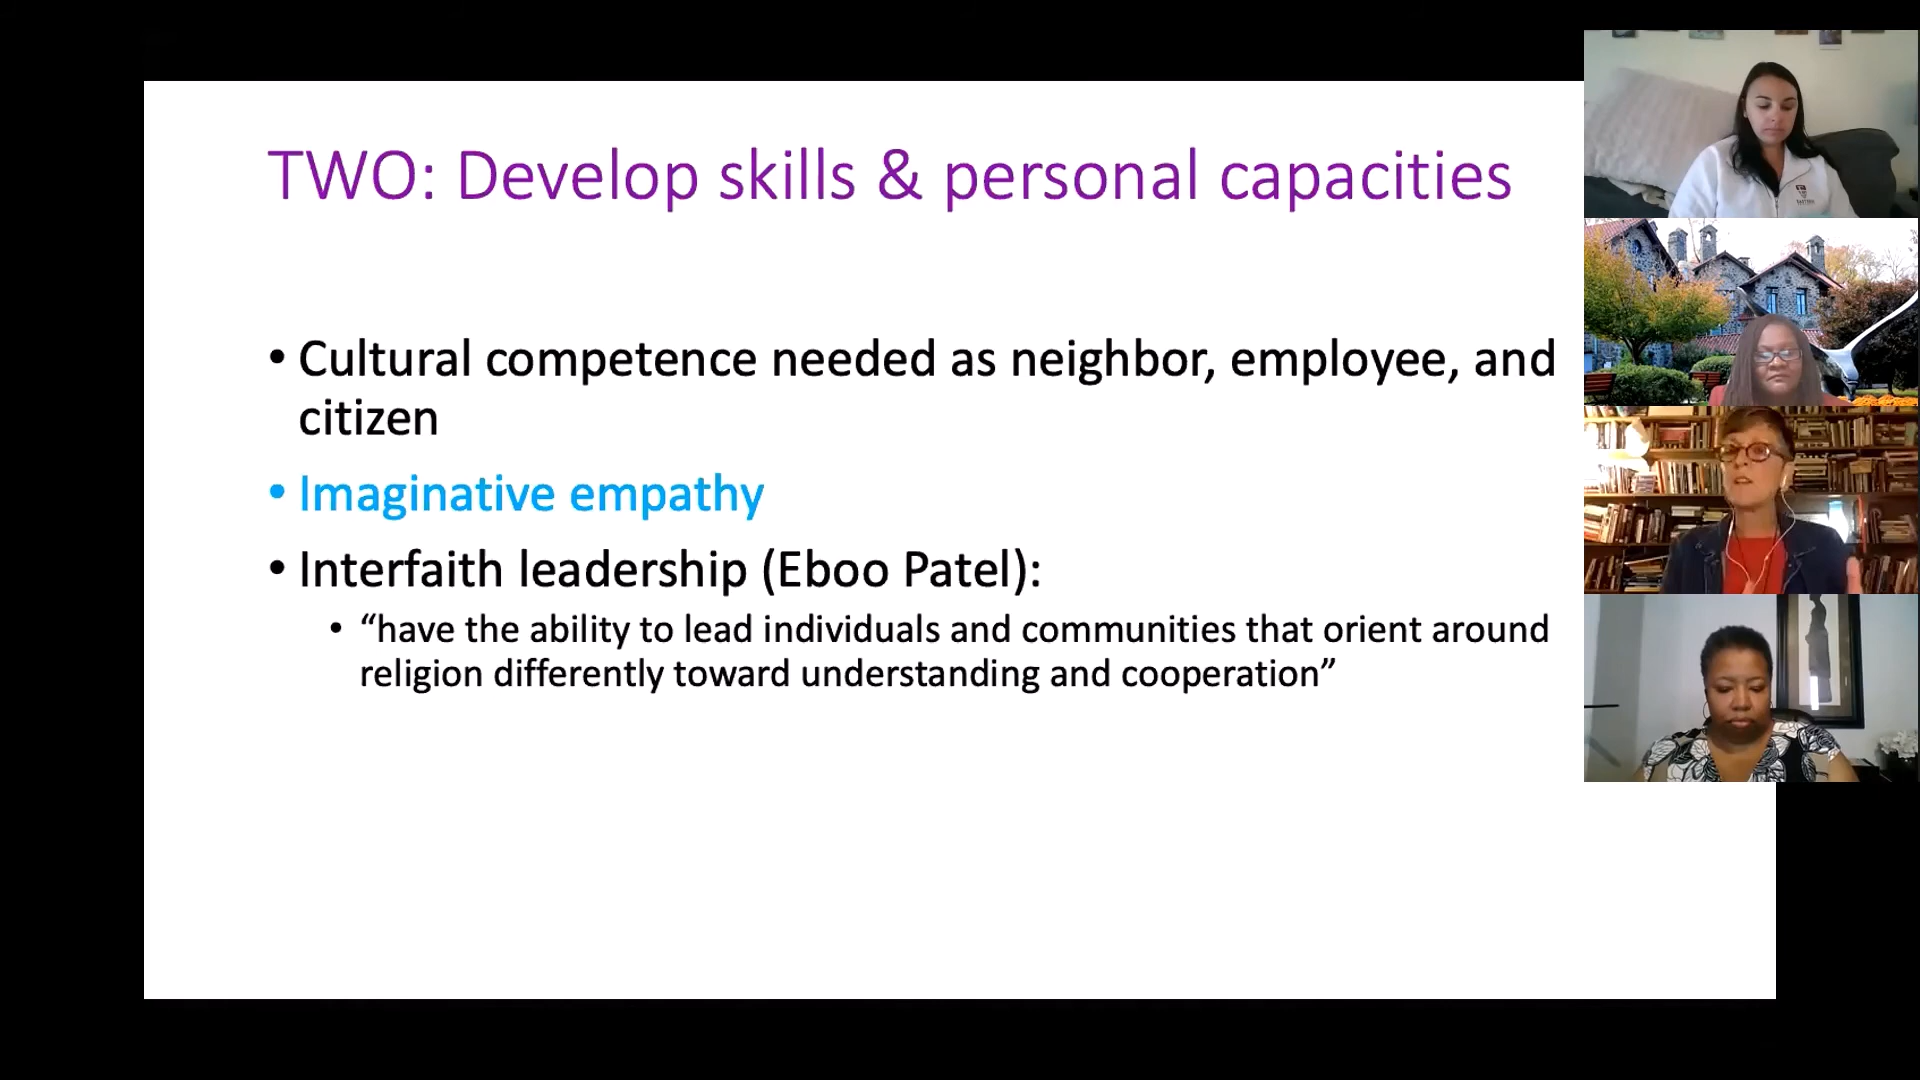 TWO: Develop skills & personal capacities
• Cultural competence needed as neighbor, employee, and
citizen
• Imaginative empathy
• Interfaith leadership (Eboo Patel):
• “have the ability to lead individuals and communities that orient around
religion differently toward understanding and cooperation”